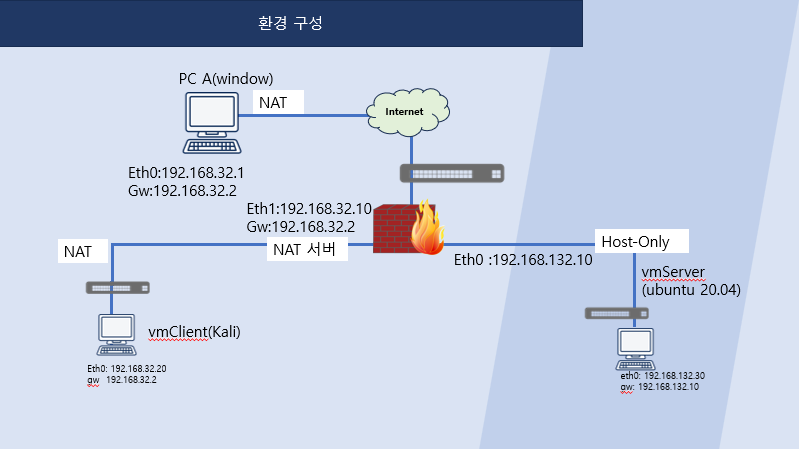 환경 구성
PC A(window)
NAT
Internet
Eth0:192.168.32.1
Gw:192.168.32.2
Eth1:192.168.32.10
Gw:192.168.32.2
NAT 서버
NAT
Host-Only
Eth0 :192.168.132.10
vmServer
(ubuntu 20.04)
vmClient(Kali)
Eth0: 192.168.32.20
gw 192.168.32.2
eth0: 192.168.132.30
gw: 192.168.132.10